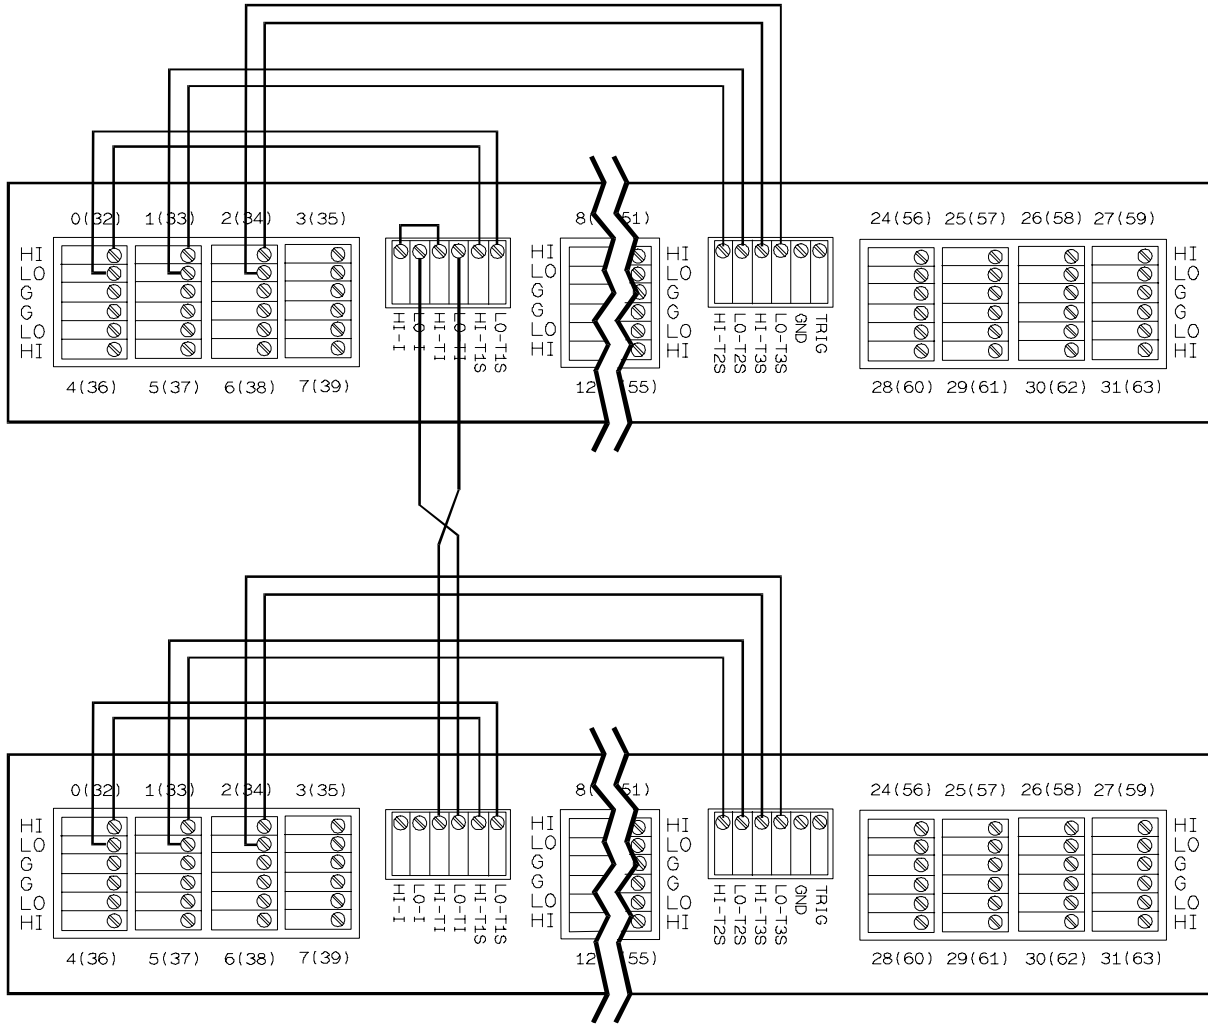 0(32) 1(33) 2(34) 3(35) 8( 51) 24(56) 25(57) 26(58) 27(59)
HI HI HI HI
LO LO LO LO
G G G G
G G G G
LO LO LO LO
HI HI HI HI
HI-I LO-I HI-TI LO-TI HI-T1S LO-T1S
HI-T2S LO-T2S HI-T3S LO-T3S GND TRIG
4(36) 5(37) 6(38) 7(39) 12 (55) 28(60) 29(61) 30(62) 31(63)
0(32) 1(33) 2(34) 3(35) 8( 51) 24(56) 25(57) 26(58) 27(59)
HI HI HI HI
LO LO LO LO
G G G G
G G G G
LO LO LO LO
HI HI HI HI
HI-I LO-I HI-TI LO-TI HI-T1S LO-T1S
HI-T2S LO-T2S HI-T3S LO-T3S GND TRIG
4(36) 5(37) 6(38) 7(39) 12 (55) 28(60) 29(61) 30(62) 31(63)